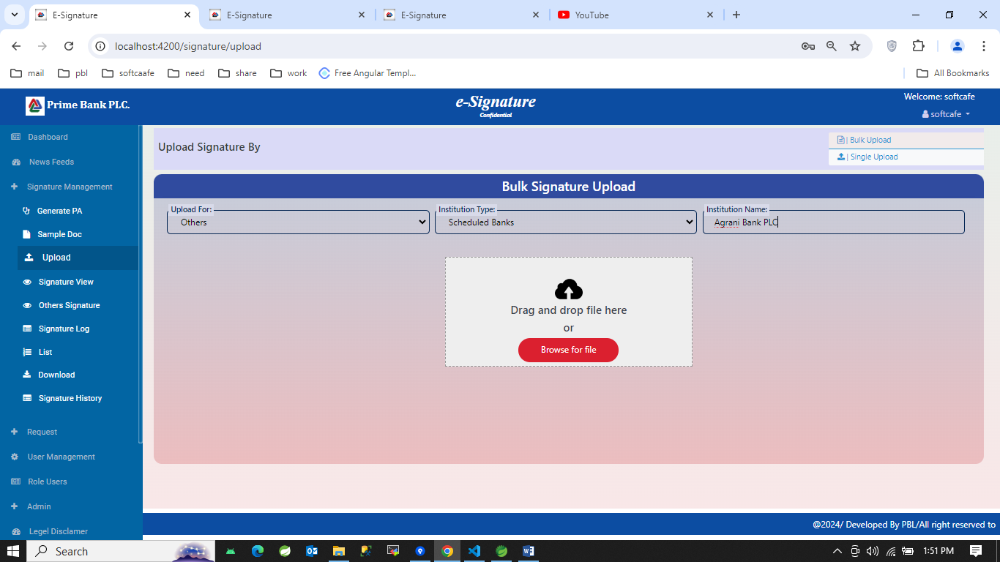 E-Signature
E-Signature
E-Signature
YouTube
localhost:4200/signature/upload
mail
pbl
softcaafe
need
share
work
Free Angular Templ...
All Bookmarks
Prime Bank PLC.
e-Signature
Confidential
Welcome: softcafe
softcafe
Dashboard
News Feeds
Signature Management
Generate PA
Sample Doc
Upload
Signature View
Others Signature
Signature Log
List
Download
Signature History
Request
User Management
Role Users
Admin
Legel Disclamer
Upload Signature By
| Bulk Upload
| Single Upload
Bulk Signature Upload
Upload For:
Others
Institution Type:
Scheduled Banks
Institution Name:
Agrani Bank PLC
Drag and drop file here
or
Browse for file
@2024/ Developed By PBL/All right reserved to
Search
1:51 PM